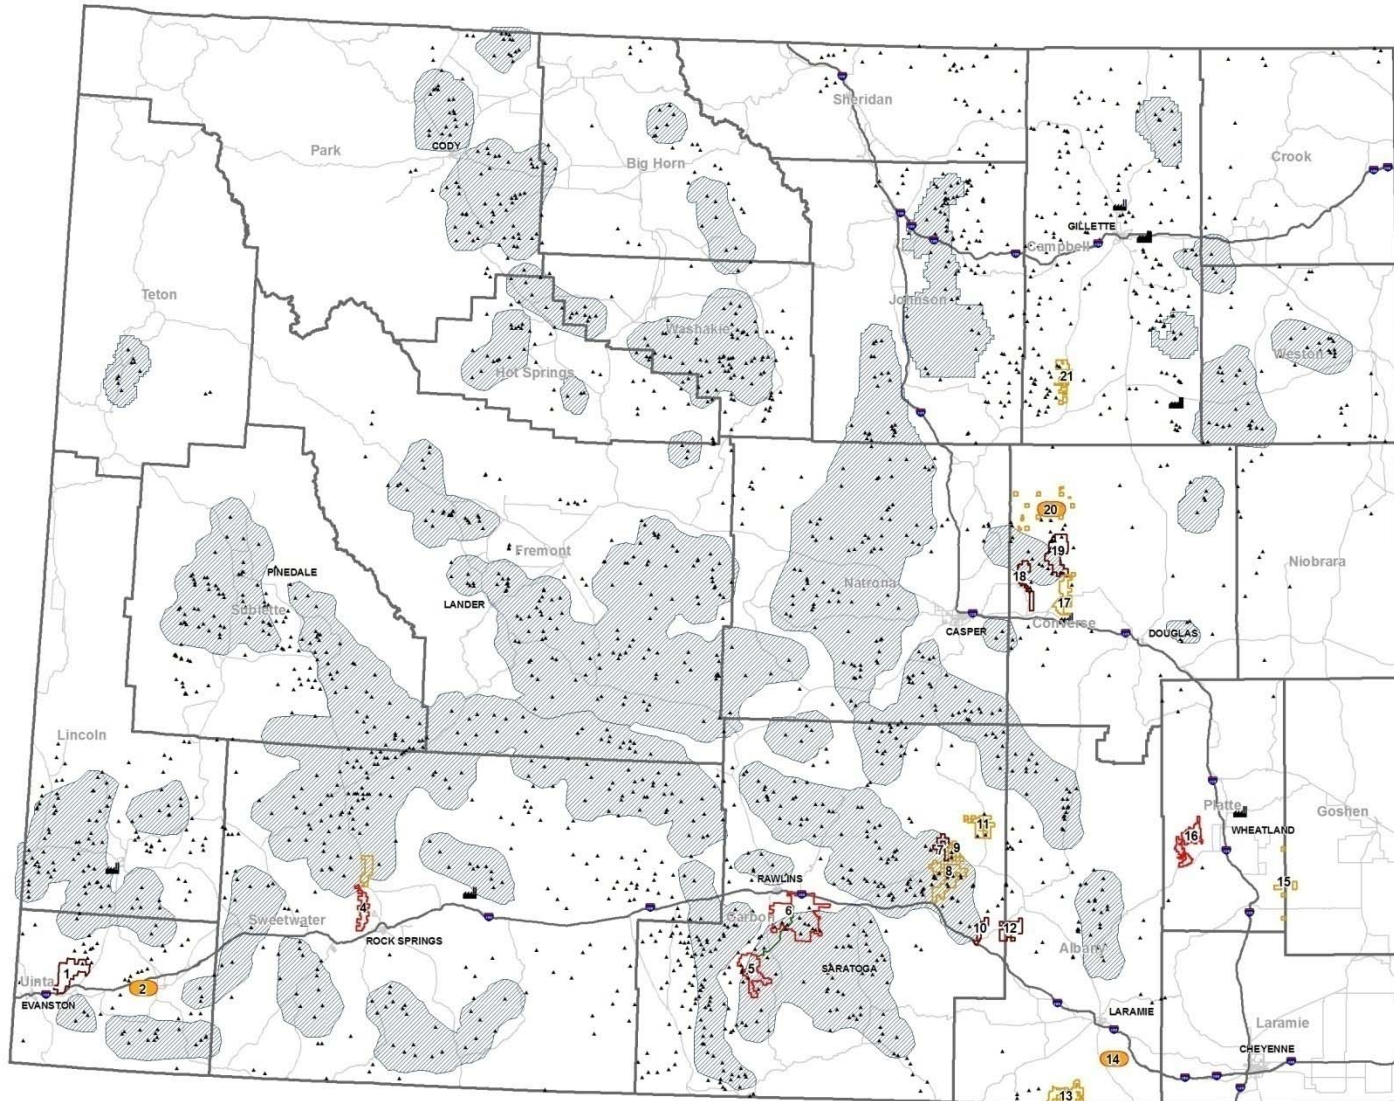 Sheridan
Park
CODY
Big Horn
Crook
GILLETTE
Campbell
Teton
Johnson
Washakie
Hot Springs
Weston
21
20
Fremont
PINEDALE
Sublette
LANDER
Natrona
19
18
17
Niobrara
CASPER
Converse
DOUGLAS
Lincoln
Platte
Goshen
WHEATLAND
11
7
9
8
16
15
RAWLINS
4
Sweetwater
ROCK SPRINGS
6
Carbon
10
12
Albany
5
SARATOGA
1
Uinta
2
EVANSTON
LARAMIE
Laramie
CHEYENNE
14
13